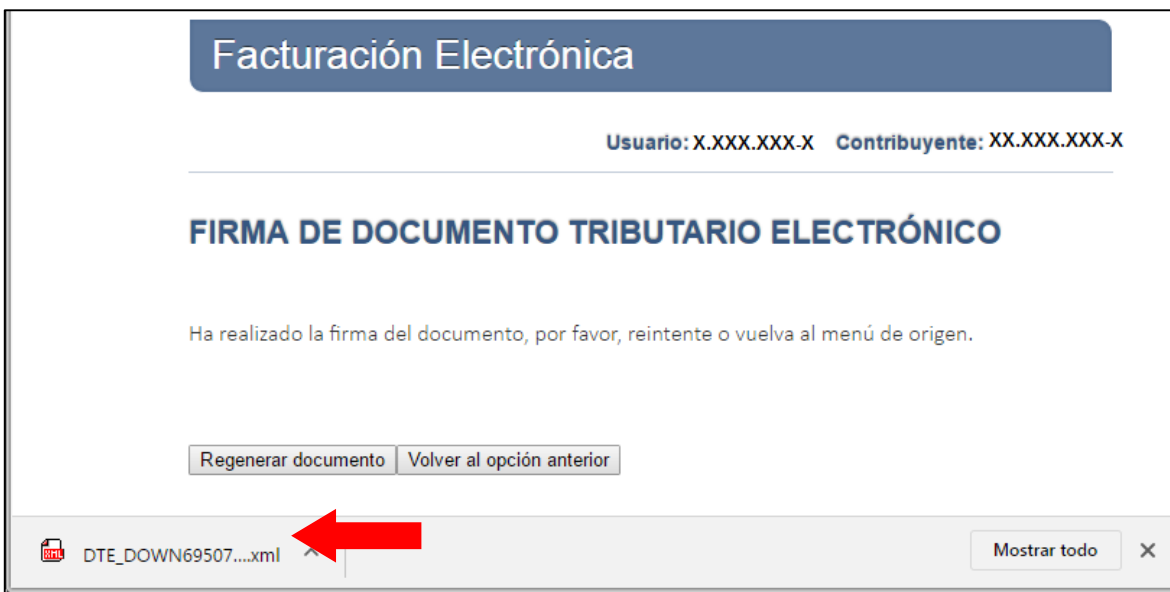 Facturación Electrónica
Usuario: X.XXX.XXX-X Contribuyente: XX.XXX.XXX-X
FIRMA DE DOCUMENTO TRIBUTARIO ELECTRÓNICO
Ha realizado la firma del documento, por favor, reintente o vuelva al menú de origen.
Regenerar documento Volver al opción anterior
XML DTE_DOWN69507....xml Mostrar todo